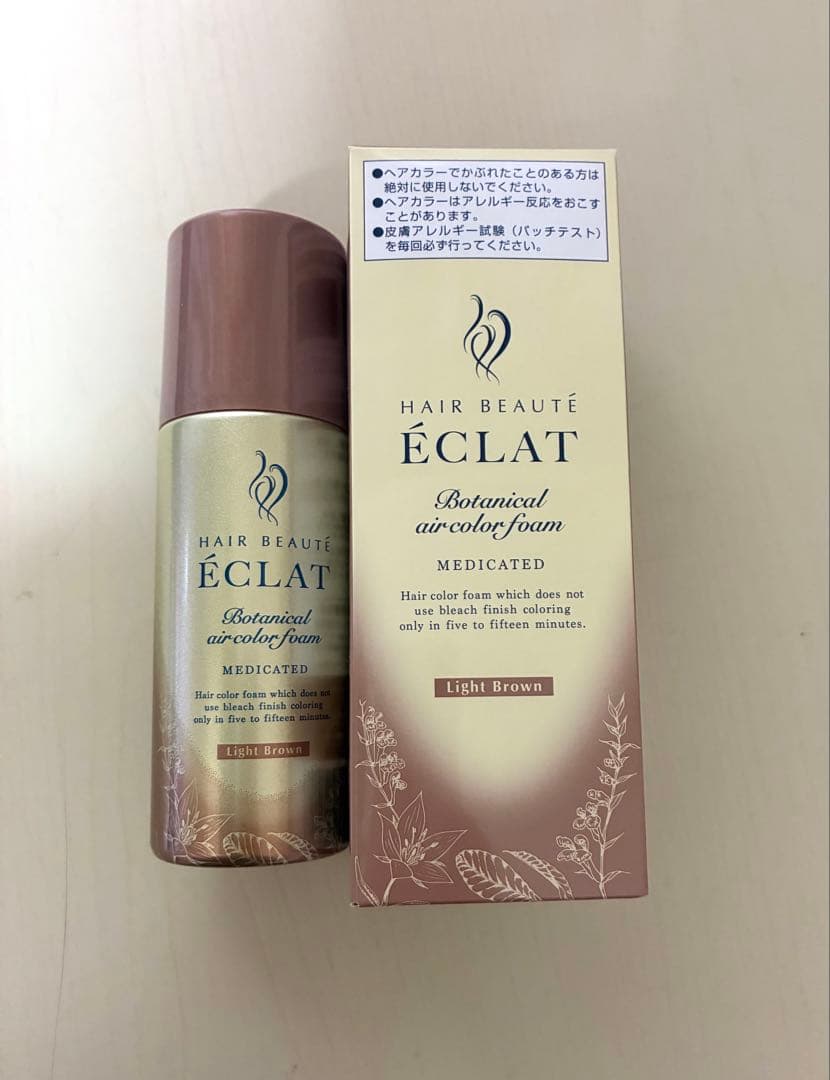 ●ヘアカラーでかぶれたことのある方は
絶対に使用しないでください。
●ヘアカラーはアレルギー反応をおこす
ことがあります。
●皮膚アレルギー試験（パッチテスト）
を毎回必ず行ってください。
HAIR BEAUTÉ
ÉCLAT
Botanical
air color foam
MEDICATED
Hair color foam which does not
use bleach finish coloring
only in five to fifteen minutes.
Light Brown
HAIR BEAUTÉ
ÉCLAT
Botanical
air color foam
MEDICATED
Hair color foam which does not
use bleach finish coloring
only in five to fifteen minutes.
Light Brown